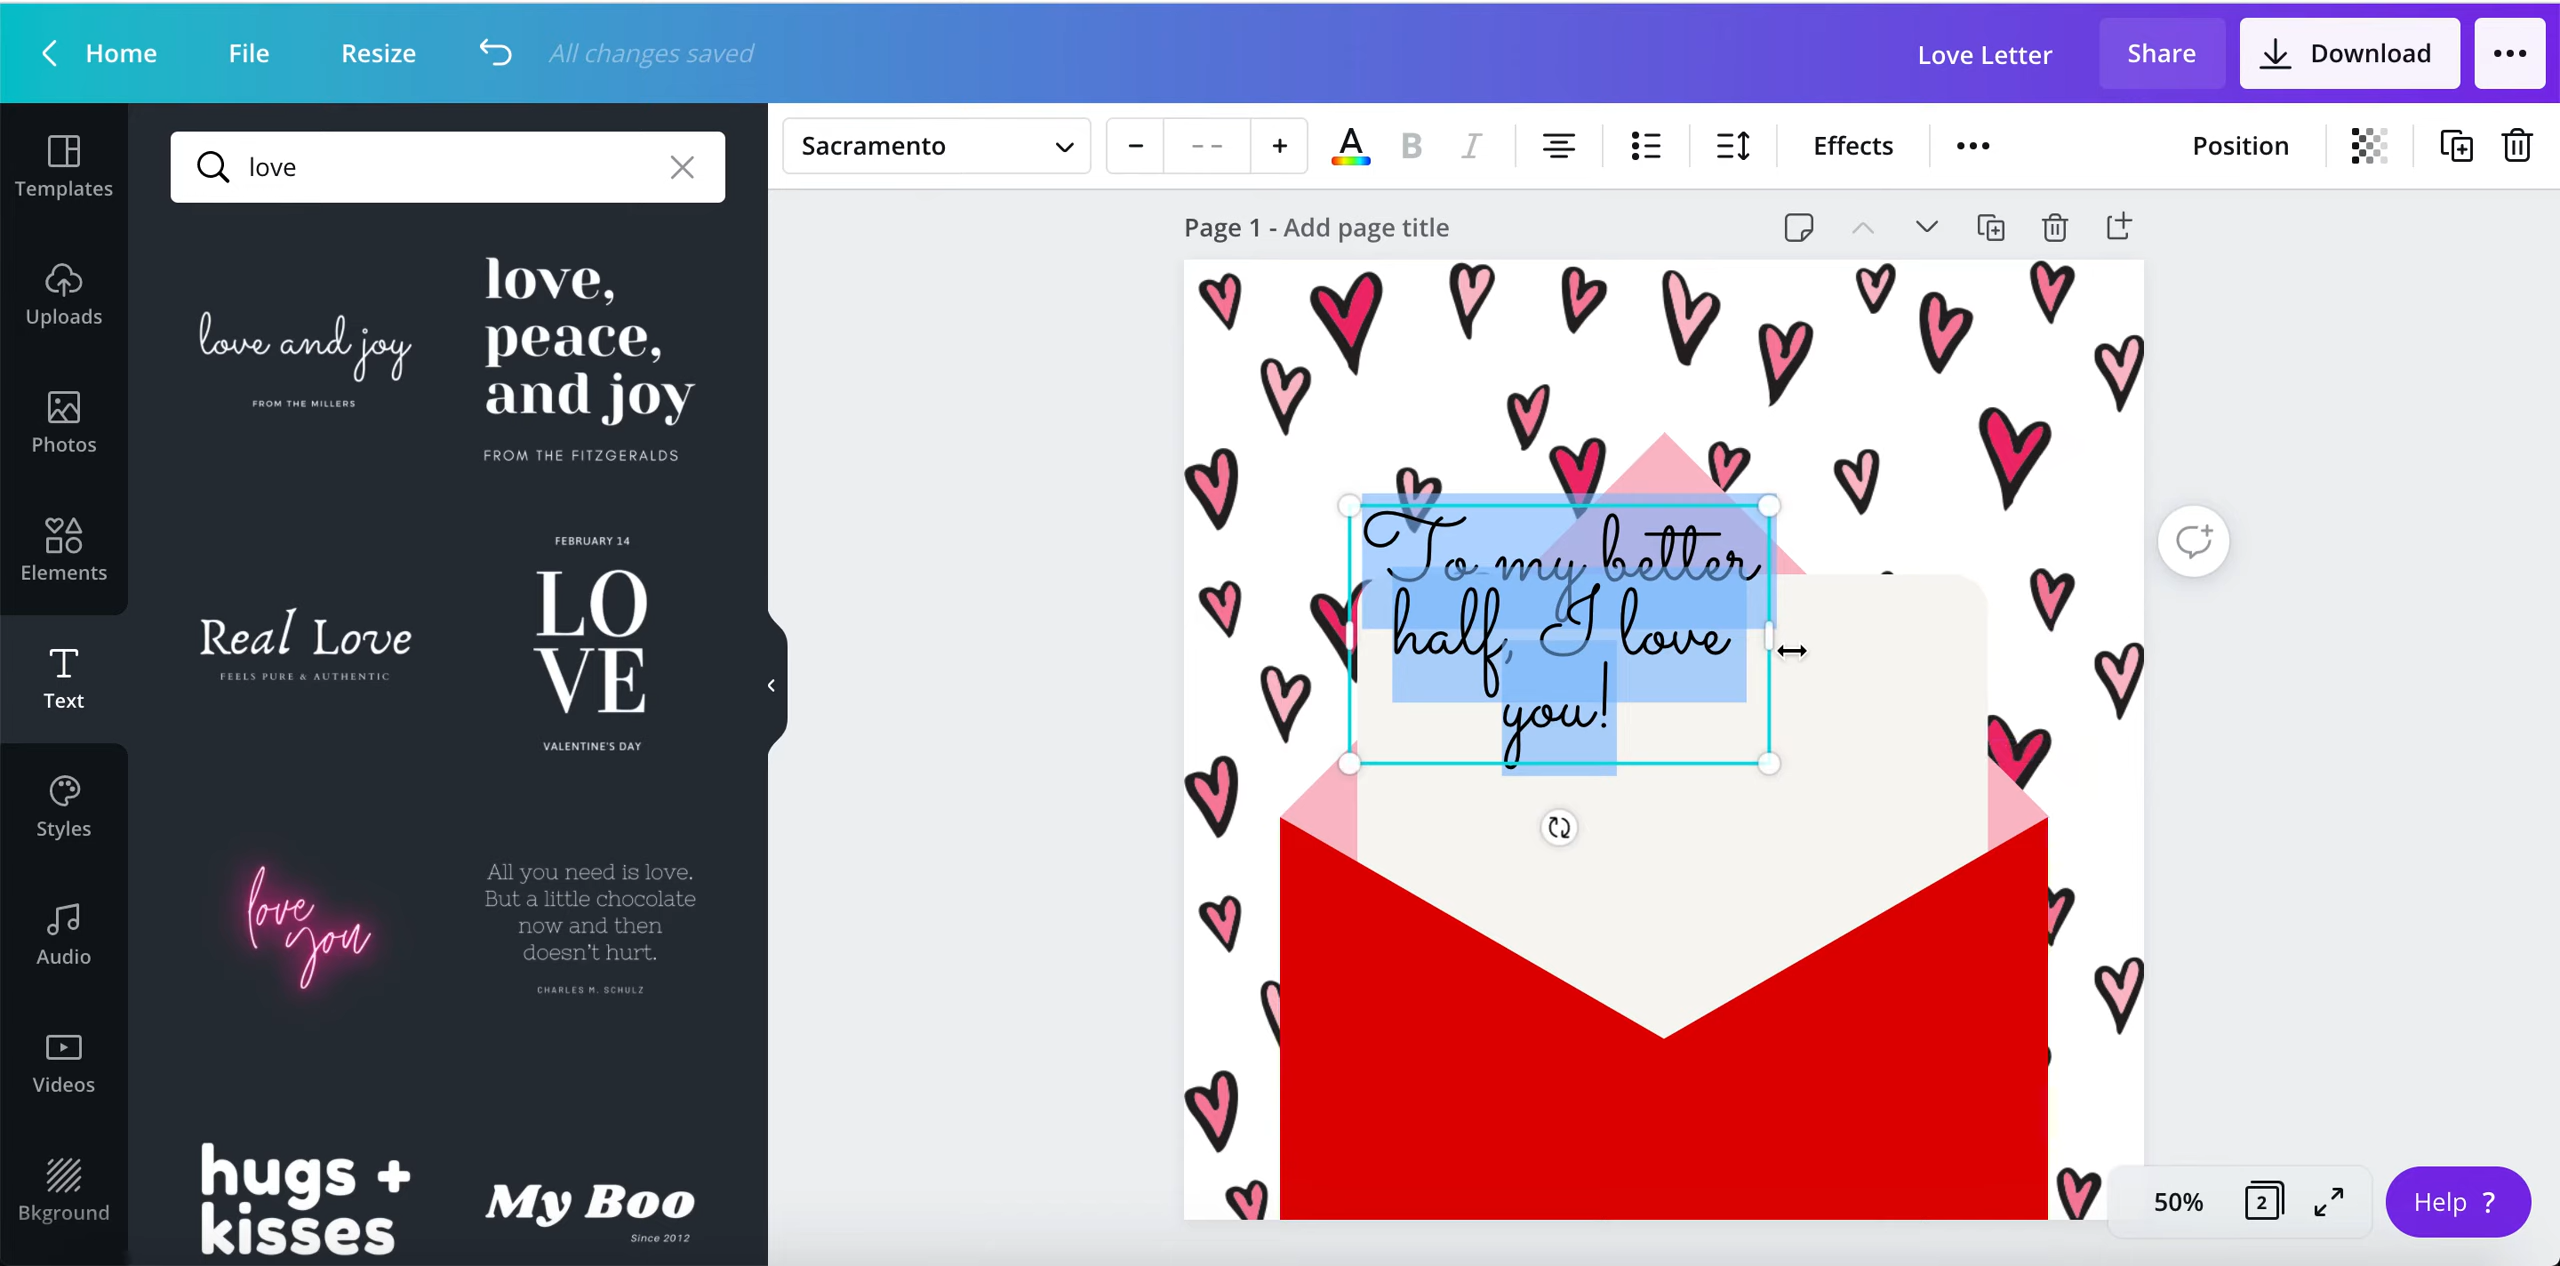 Home File Resize All changes saved Love Letter Share Download
Templates
Uploads
Photos
Elements
Text
Styles
Audio
Videos
Bkground
love
love and joy
FROM THE MILLERS
love,
peace,
and joy
FROM THE FITZGERALDS
Real Love
FEELS PURE & AUTHENTIC
FEBRUARY 14
LO
VE
VALENTINE'S DAY
love
you
All you need is love.
But a little chocolate
now and then
doesn't hurt.
CHARLES M. SCHULZ
hugs +
kisses
My Boo
Since 2012
Sacramento - -- + A B I Effects Position
Page 1 - Add page title
To my better
half, I love
you!
50% 2 Help ?